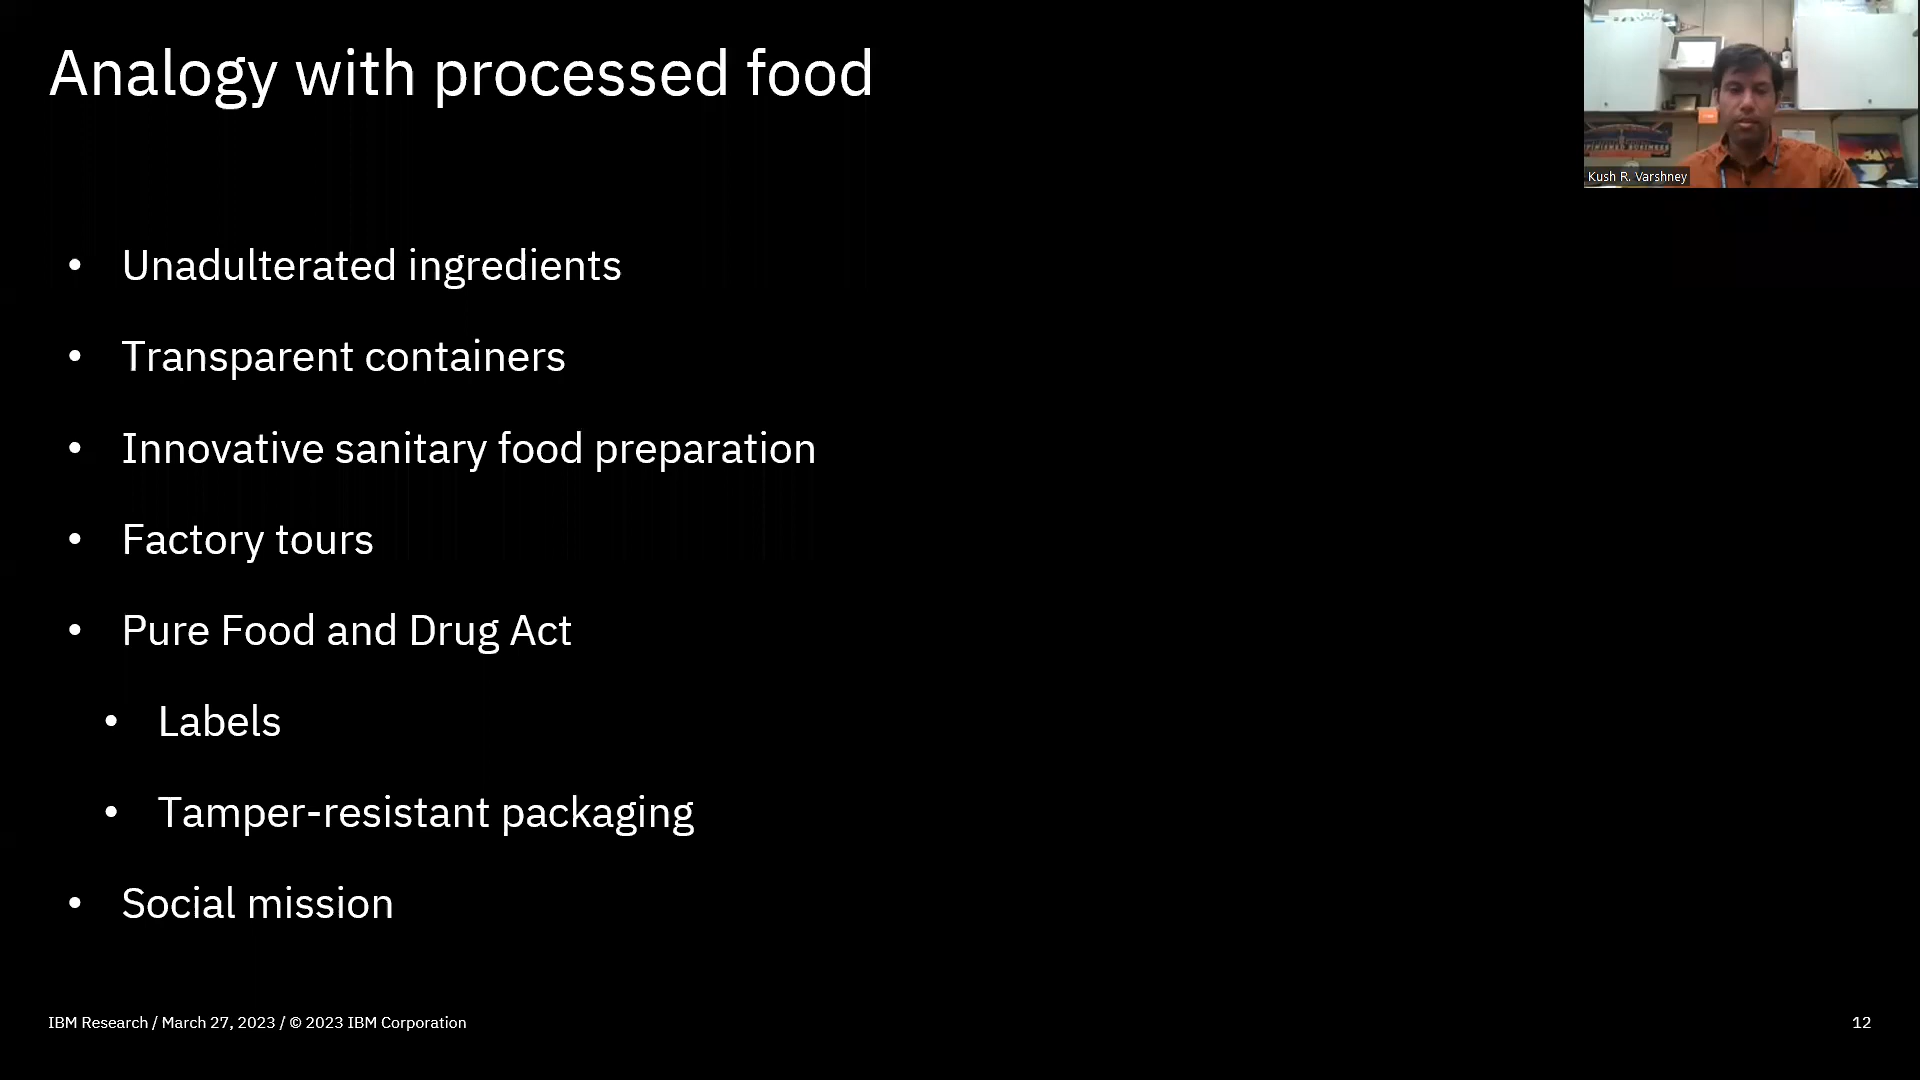 Analogy with processed food
Kush R. Varshney
• Unadulterated ingredients
• Transparent containers
• Innovative sanitary food preparation
• Factory tours
• Pure Food and Drug Act
• Labels
• Tamper-resistant packaging
• Social mission
IBM Research / March 27, 2023 / © 2023 IBM Corporation
12